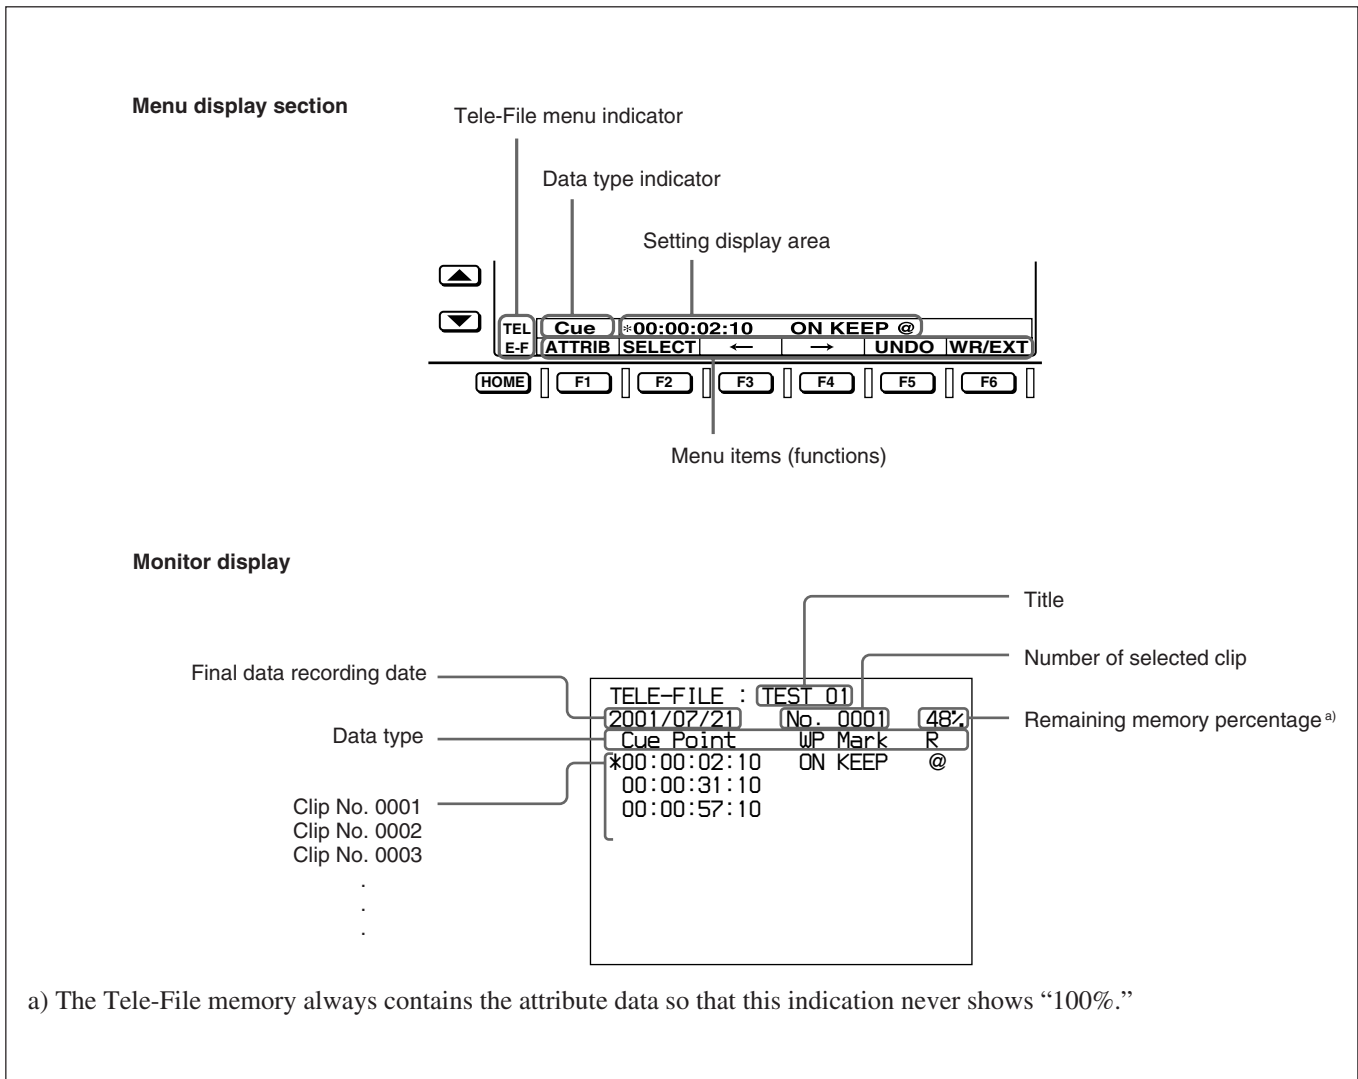 Menu display section
Tele-File menu indicator
Data type indicator
Setting display area
TEL Cue *00:00:02:10 ON KEEP @
E-F ATTRIB SELECT ← → UNDO WR/EXT
HOME F1 F2 F3 F4 F5 F6
Menu items (functions)
Monitor display
Title
Number of selected clip
Final data recording date
Remaining memory percentage a)
Data type
TELE-FILE : TEST 01
2001/07/21 No. 0001 48%
Cue Point WP Mark R
*00:00:02:10 ON KEEP @
00:00:31:10
00:00:57:10
Clip No. 0001
Clip No. 0002
Clip No. 0003
.
.
.
a) The Tele-File memory always contains the attribute data so that this indication never shows “100%.”